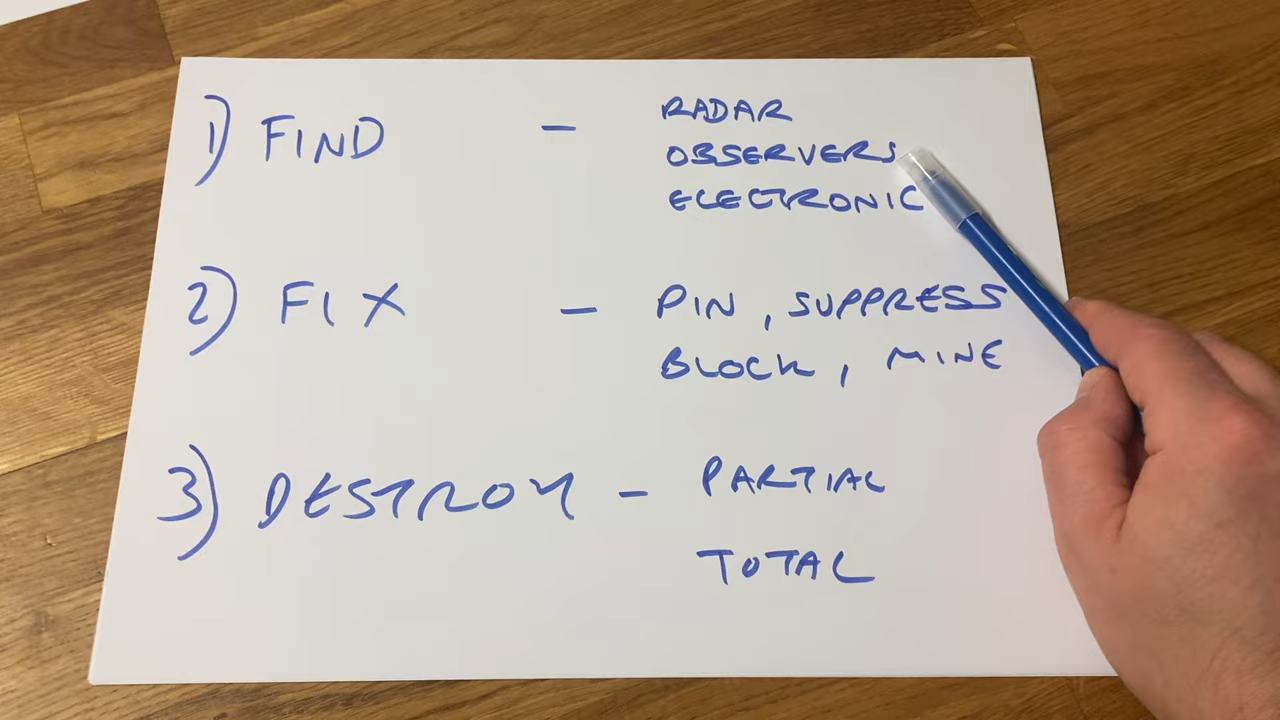 1) FIND - RADAR
OBSERVERS
ELECTRONIC
2) FIX - PIN, SUPPRESS
BLOCK, MINE
3) DESTROY - PARTIAL
TOTAL